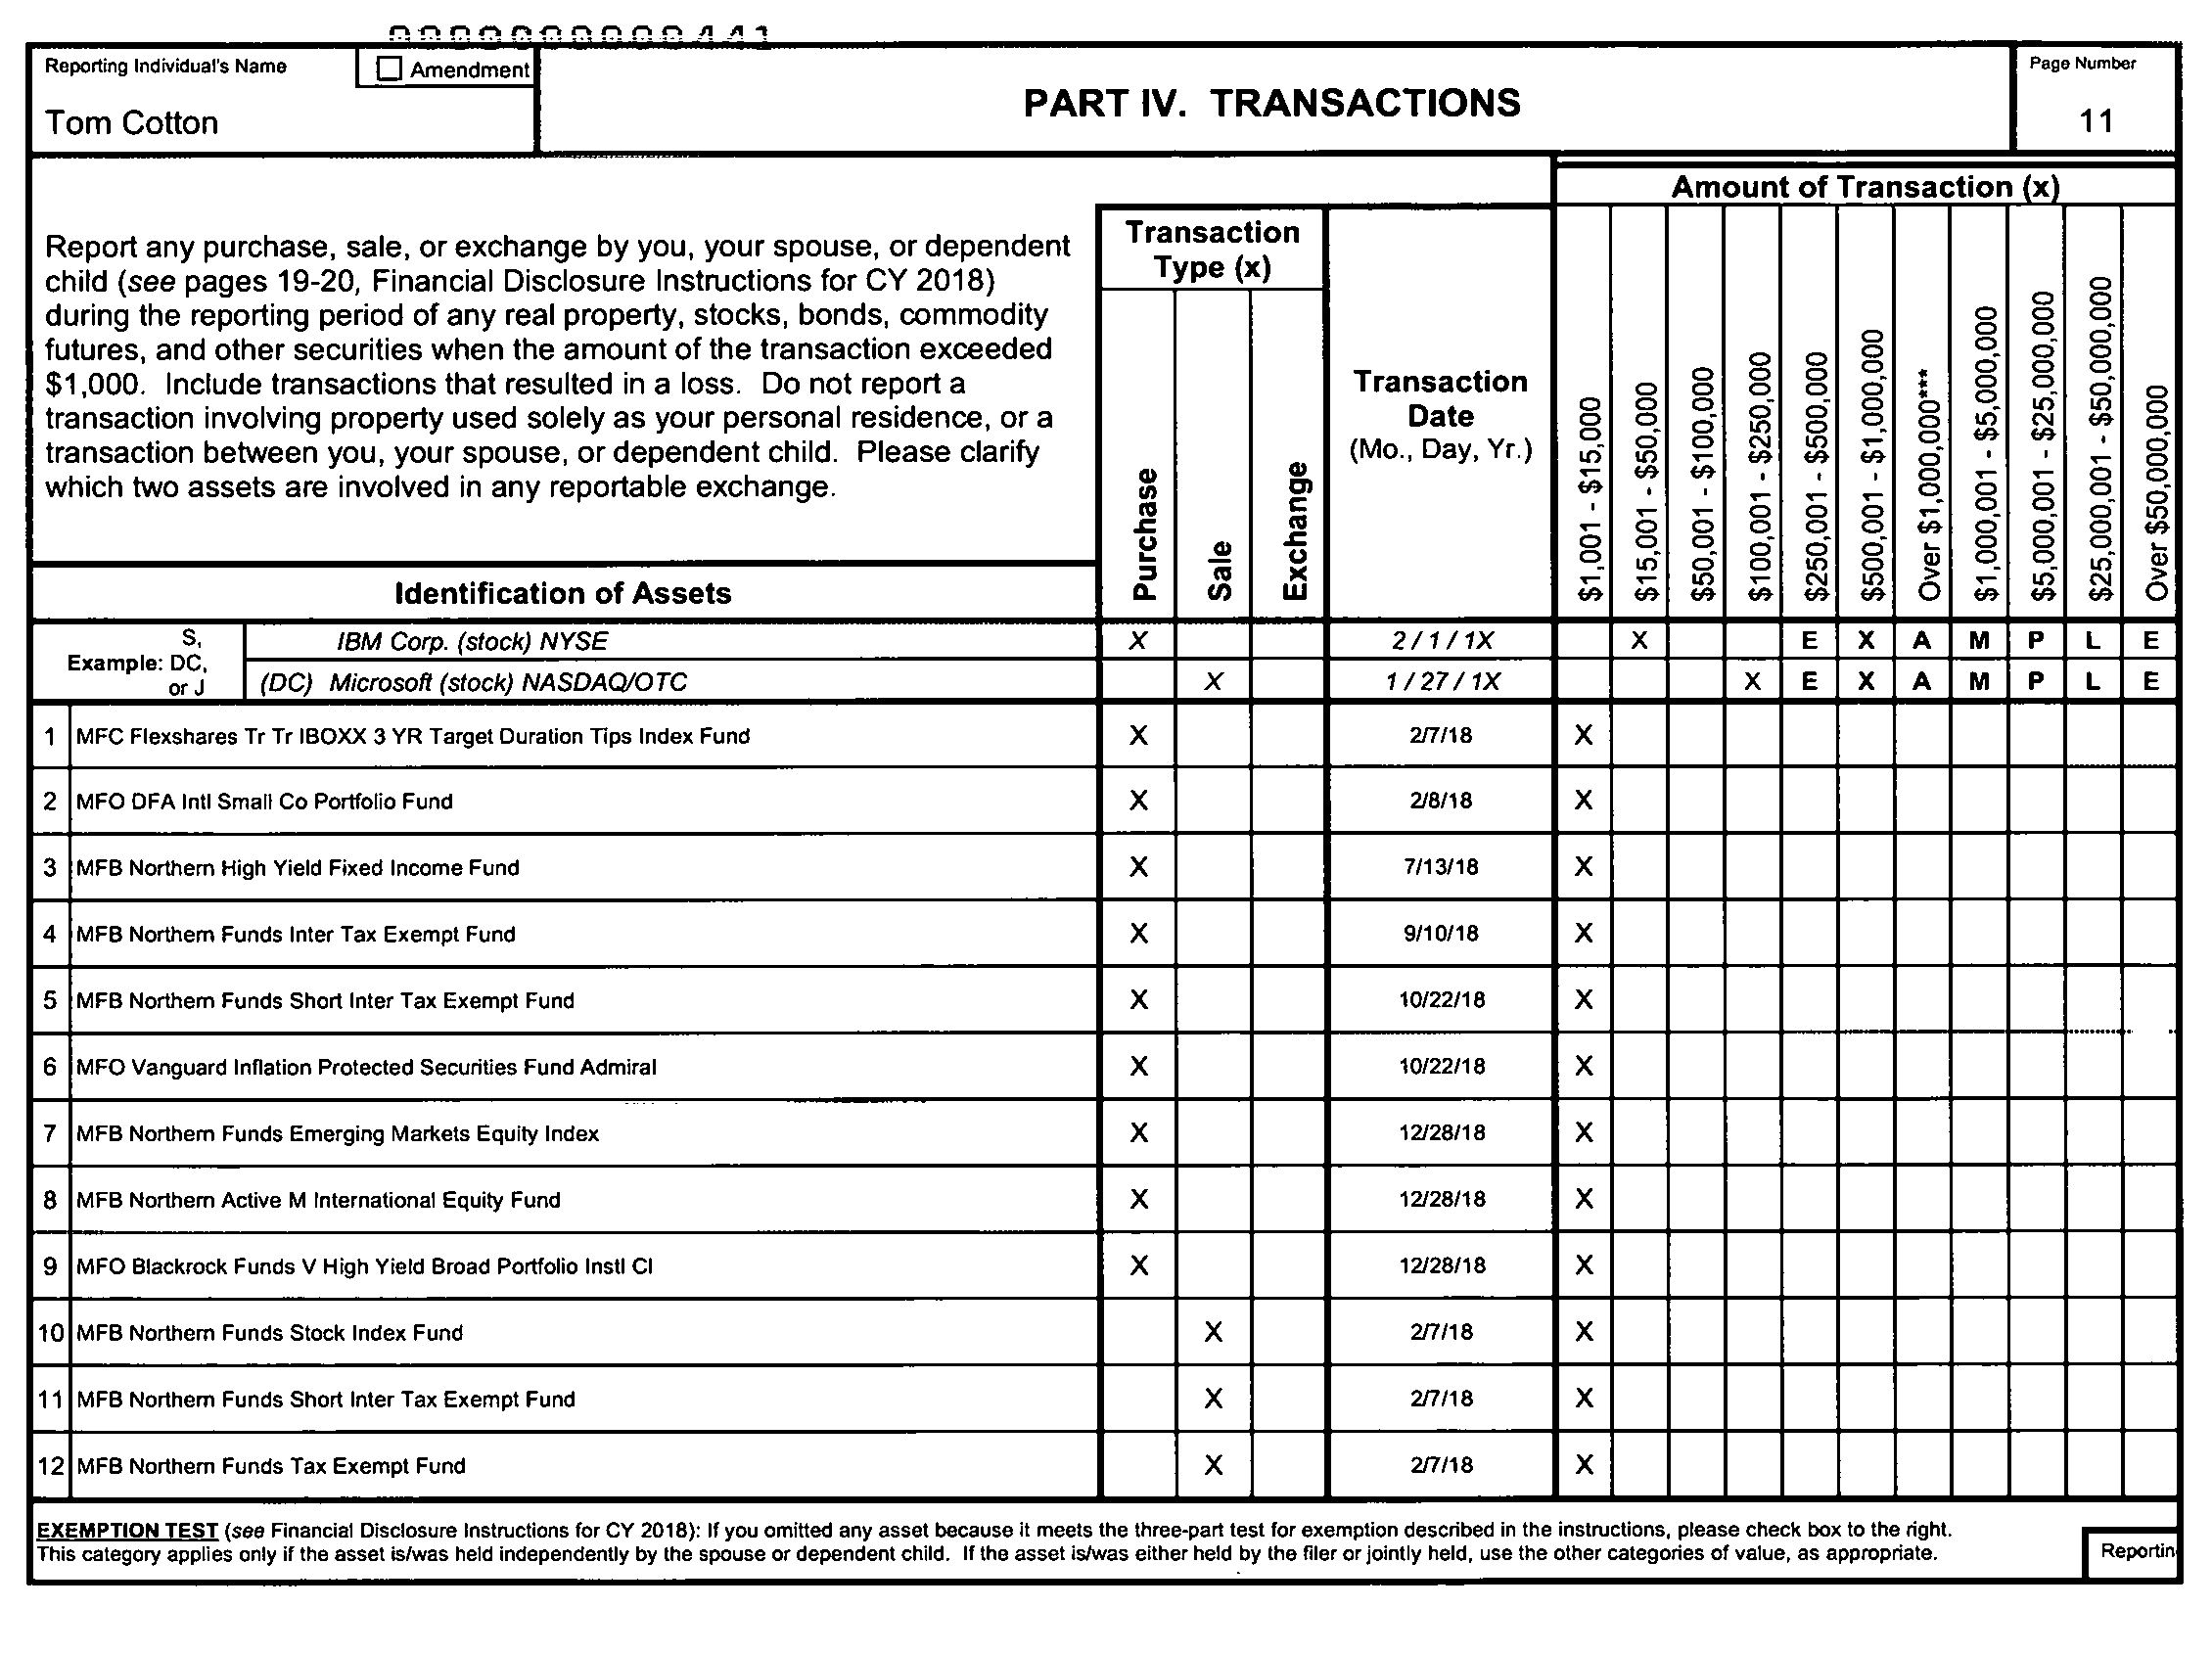 0000000000441
Reporting Individual's Name
☐ Amendment
Tom Cotton
PART IV. TRANSACTIONS
Page Number
11
Report any purchase, sale, or exchange by you, your spouse, or dependent
child (see pages 19-20, Financial Disclosure Instructions for CY 2018)
during the reporting period of any real property, stocks, bonds, commodity
futures, and other securities when the amount of the transaction exceeded
$1,000. Include transactions that resulted in a loss. Do not report a
transaction involving property used solely as your personal residence, or a
transaction between you, your spouse, or dependent child. Please clarify
which two assets are involved in any reportable exchange.
Identification of Assets
Transaction
Type (x)
Purchase
Sale
Exchange
Transaction
Date
(Mo., Day, Yr.)
Amount of Transaction (x)
$1,001 - $15,000
$15,001 - $50,000
$50,001 - $100,000
$100,001 - $250,000
$250,001 - $500,000
$500,001 - $1,000,000
Over $1,000,000***
$1,000,001 - $5,000,000
$5,000,001 - $25,000,000
$25,000,001 - $50,000,000
Over $50,000,000
Example: S,
DC,
or J
IBM Corp. (stock) NYSE X 2 / 1 / 1X X E X A M P L E
(DC) Microsoft (stock) NASDAQ/OTC X 1 / 27 / 1X X E X A M P L E
1 MFC Flexshares Tr Tr IBOXX 3 YR Target Duration Tips Index Fund X 2/7/18 X
2 MFO DFA Intl Small Co Portfolio Fund X 2/8/18 X
3 MFB Northern High Yield Fixed Income Fund X 7/13/18 X
4 MFB Northern Funds Inter Tax Exempt Fund X 9/10/18 X
5 MFB Northern Funds Short Inter Tax Exempt Fund X 10/22/18 X
6 MFO Vanguard Inflation Protected Securities Fund Admiral X 10/22/18 X
7 MFB Northern Funds Emerging Markets Equity Index X 12/28/18 X
8 MFB Northern Active M International Equity Fund X 12/28/18 X
9 MFO Blackrock Funds V High Yield Broad Portfolio Instl Cl X 12/28/18 X
10 MFB Northern Funds Stock Index Fund X 2/7/18 X
11 MFB Northern Funds Short Inter Tax Exempt Fund X 2/7/18 X
12 MFB Northern Funds Tax Exempt Fund X 2/7/18 X
EXEMPTION TEST (see Financial Disclosure Instructions for CY 2018): If you omitted any asset because it meets the three-part test for exemption described in the instructions, please check box to the right.
This category applies only if the asset is/was held independently by the spouse or dependent child. If the asset is/was either held by the filer or jointly held, use the other categories of value, as appropriate.
Reportin